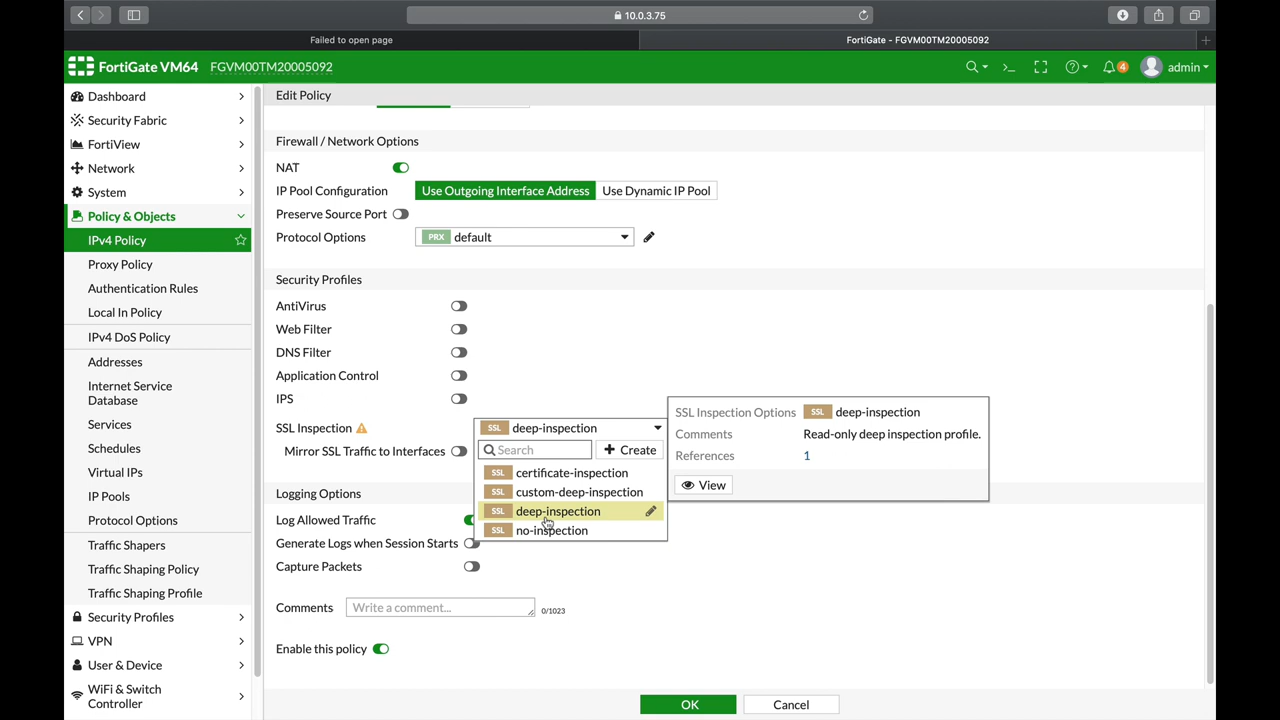 10.0.3.75
Failed to open page
FortiGate - FGVM00TM20005092
FortiGate VM64 FGVM00TM20005092
4
admin
Dashboard
Security Fabric
FortiView
Network
System
Policy & Objects
IPv4 Policy
Proxy Policy
Authentication Rules
Local In Policy
IPv4 DoS Policy
Addresses
Internet Service
Database
Services
Schedules
Virtual IPs
IP Pools
Protocol Options
Traffic Shapers
Traffic Shaping Policy
Traffic Shaping Profile
Security Profiles
VPN
User & Device
WiFi & Switch
Controller
Edit Policy
Firewall / Network Options
NAT
IP Pool Configuration Use Outgoing Interface Address Use Dynamic IP Pool
Preserve Source Port
Protocol Options PRX default
Security Profiles
AntiVirus
Web Filter
DNS Filter
Application Control
IPS
SSL Inspection SSL deep-inspection
Mirror SSL Traffic to Interfaces
Search + Create
SSL certificate-inspection
SSL custom-deep-inspection
SSL deep-inspection
SSL no-inspection
SSL Inspection Options SSL deep-inspection
Comments Read-only deep inspection profile.
References 1
View
Logging Options
Log Allowed Traffic
Generate Logs when Session Starts
Capture Packets
Comments Write a comment... 0/1023
Enable this policy
OK Cancel